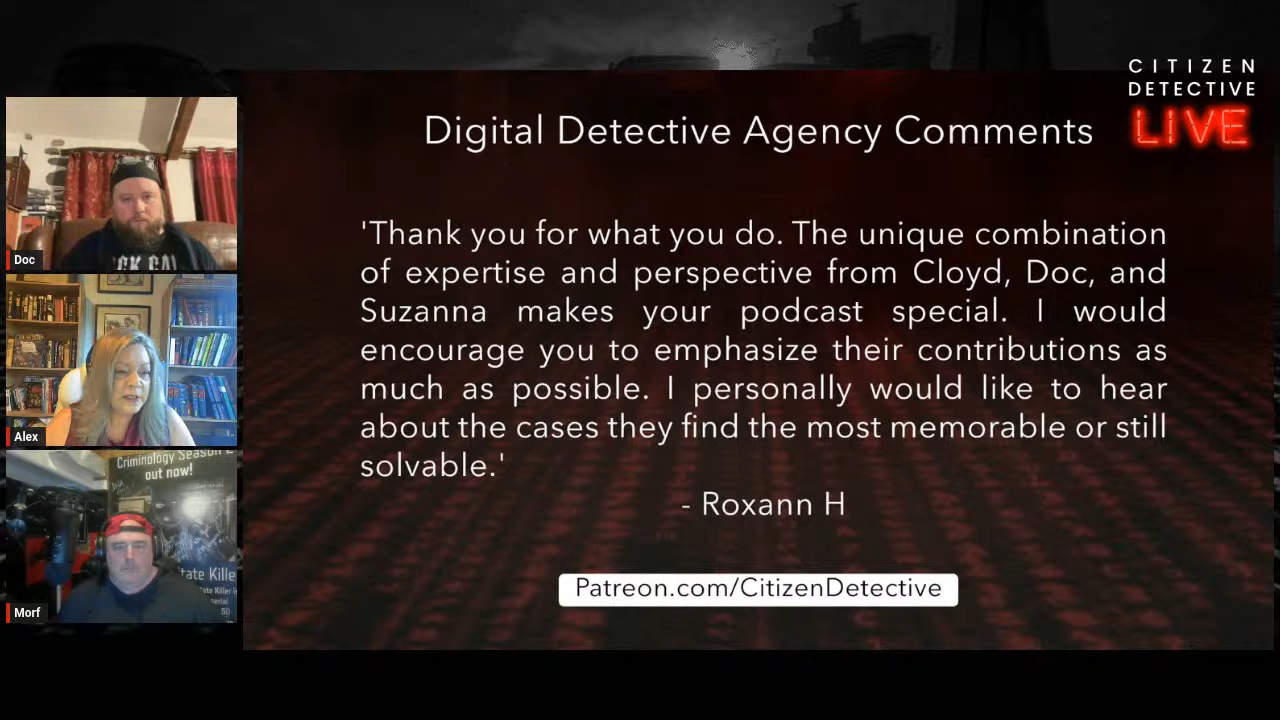 CITIZEN
DETECTIVE
LIVE
Digital Detective Agency Comments
'Thank you for what you do. The unique combination
of expertise and perspective from Cloyd, Doc, and
Suzanna makes your podcast special. I would
encourage you to emphasize their contributions as
much as possible. I personally would like to hear
about the cases they find the most memorable or still
solvable.'
- Roxann H
Patreon.com/CitizenDetective
Doc
Alex
Criminology Season
out now!
Morf